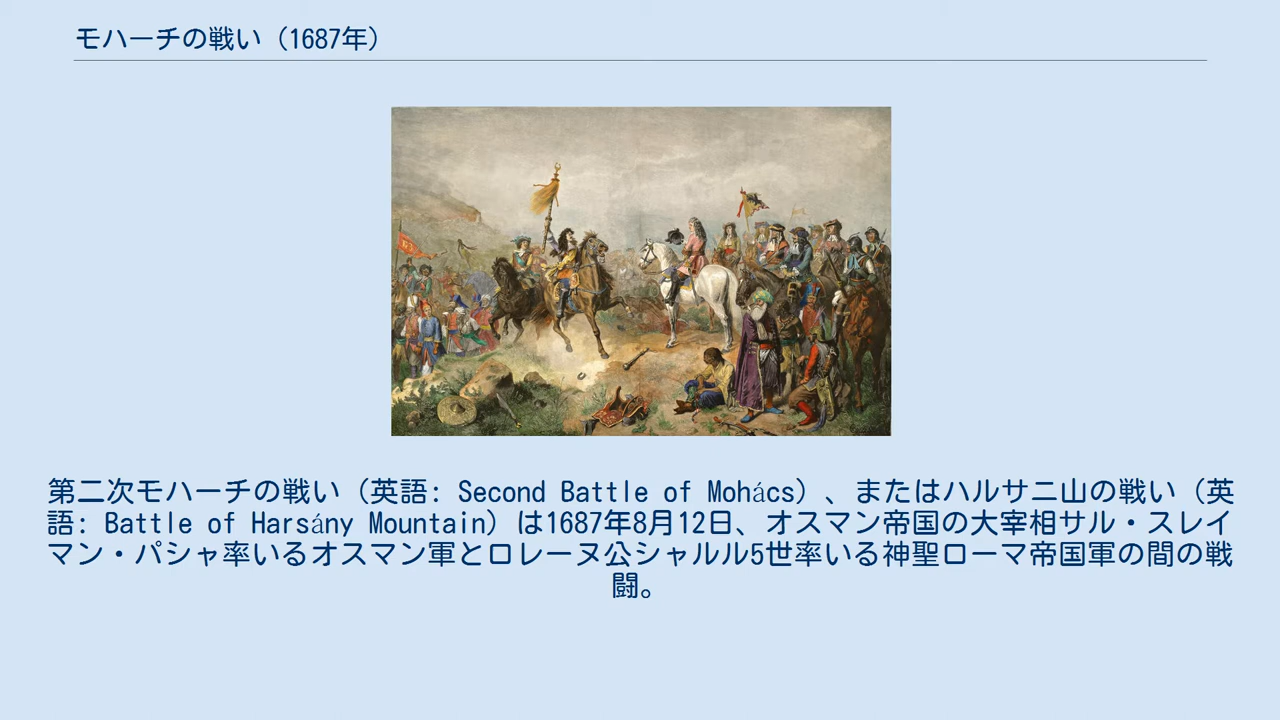 モハーチの戦い（1687年）
第二次モハーチの戦い（英語: Second Battle of Mohács）、またはハルサニ山の戦い（英
語: Battle of Harsány Mountain）は1687年8月12日、オスマン帝国の大宰相サル・スレイ
マン・パシャ率いるオスマン軍とロレーヌ公シャルル5世率いる神聖ローマ帝国軍の間の戦
闘。